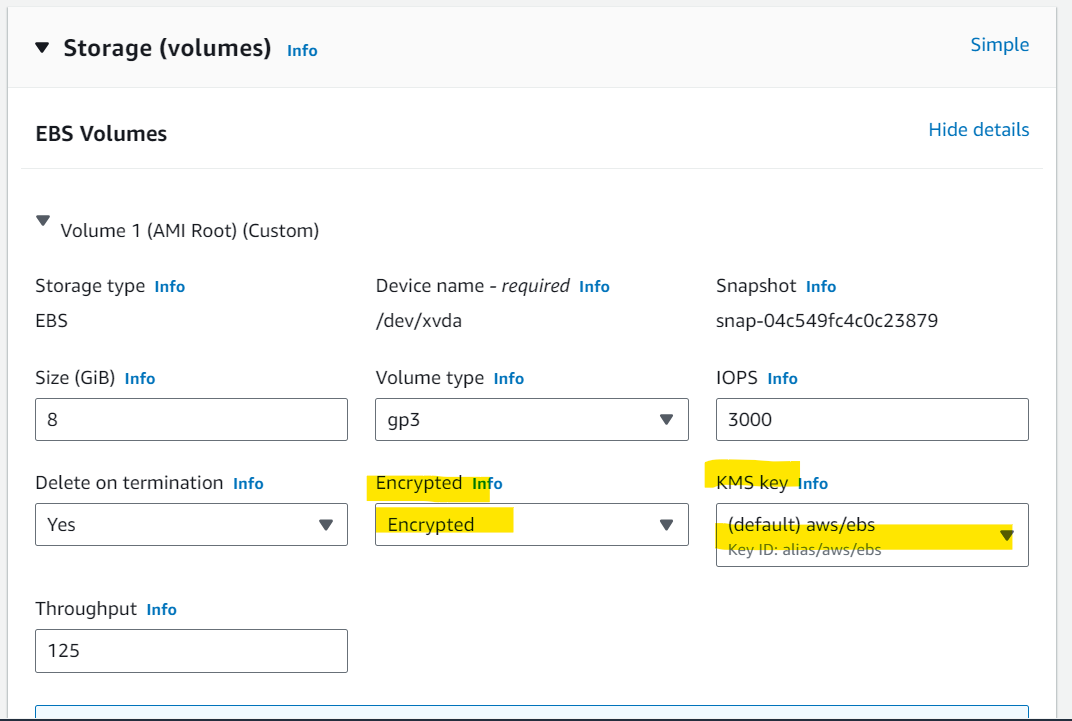 Storage (volumes) Info Simple
EBS Volumes Hide details
Volume 1 (AMI Root) (Custom)
Storage type Info Device name - required Info Snapshot Info
EBS /dev/xvda snap-04c549fc4c0c23879
Size (GiB) Info Volume type Info IOPS Info
8 gp3 3000
Delete on termination Info Encrypted Info KMS key Info
Yes Encrypted (default) aws/ebs
Key ID: alias/aws/ebs
Throughput Info
125